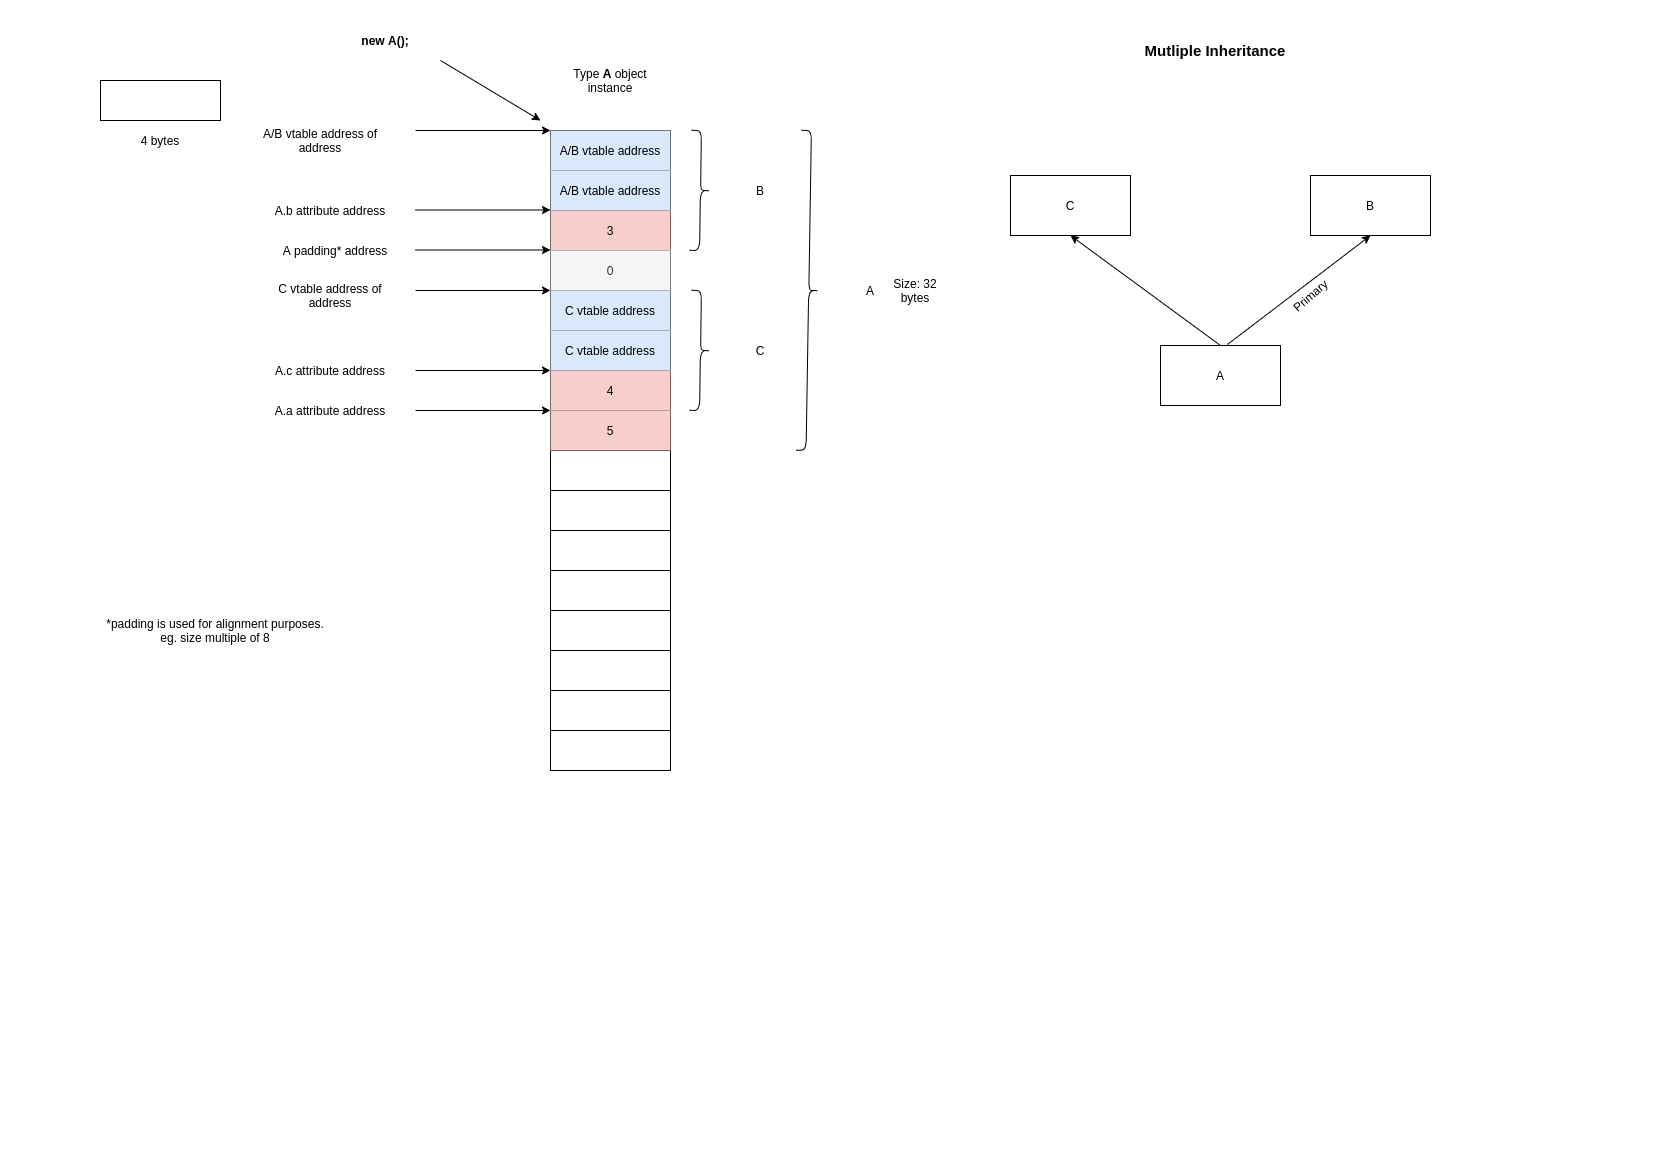 new A();
Mutliple Inheritance
Type A object
instance
4 bytes
A/B vtable address of
address
A/B vtable address
A/B vtable address
B
C
B
A.b attribute address
3
A padding* address
0
C vtable address of
address
A
Size: 32
bytes
Primary
C vtable address
C vtable address
C
A.c attribute address
4
A
A.a attribute address
5
*padding is used for alignment purposes.
eg. size multiple of 8